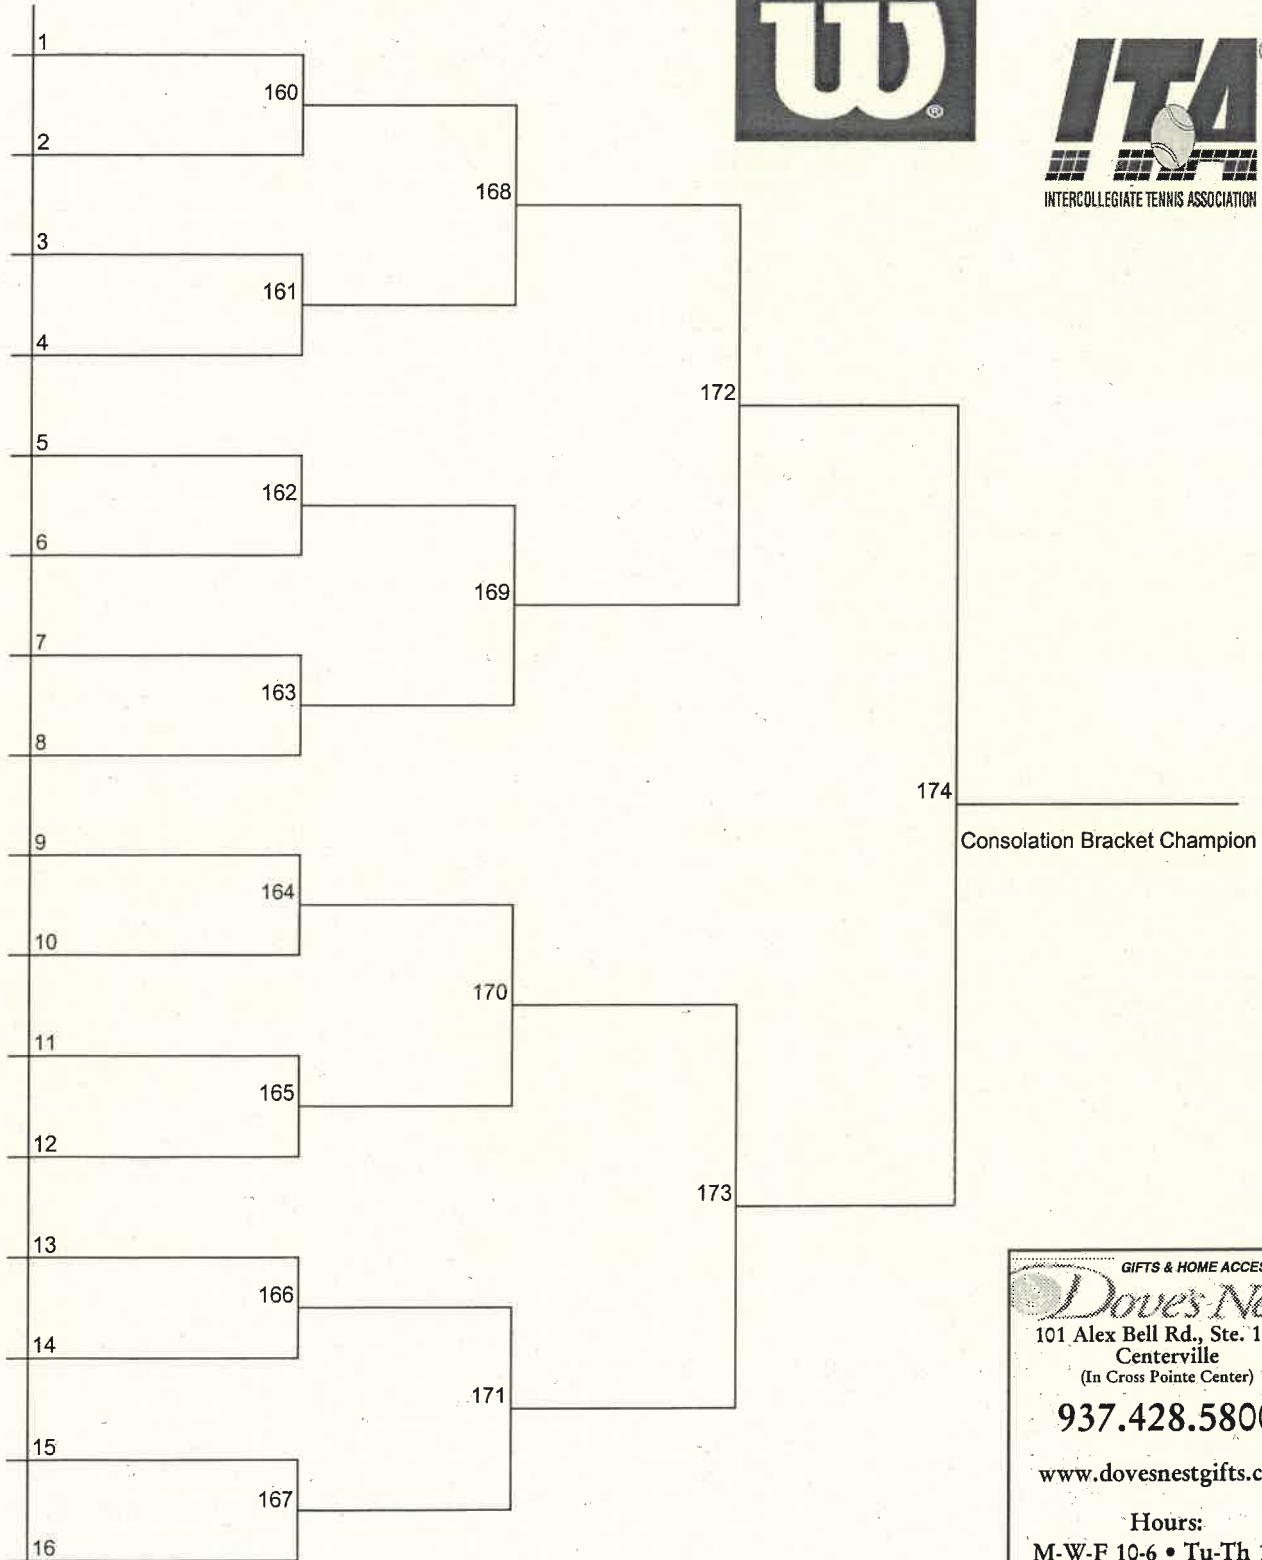 W
®
ITA
INTERCOLLEGIATE TENNIS ASSOCIATION
1
160
2
168
3
161
4
172
5
162
6
169
7
163
8
174
Consolation Bracket Champion
9
164
10
170
11
165
12
173
13
166
14
171
15
167
16
GIFTS & HOME
Dove's
101 Alex Bell Rd., Ste.
Centerville
(In Cross Pointe Center)
937.428.580
www.dovesnestgifts.c
Hours:
M-W-F 10-6 • Tu-Th